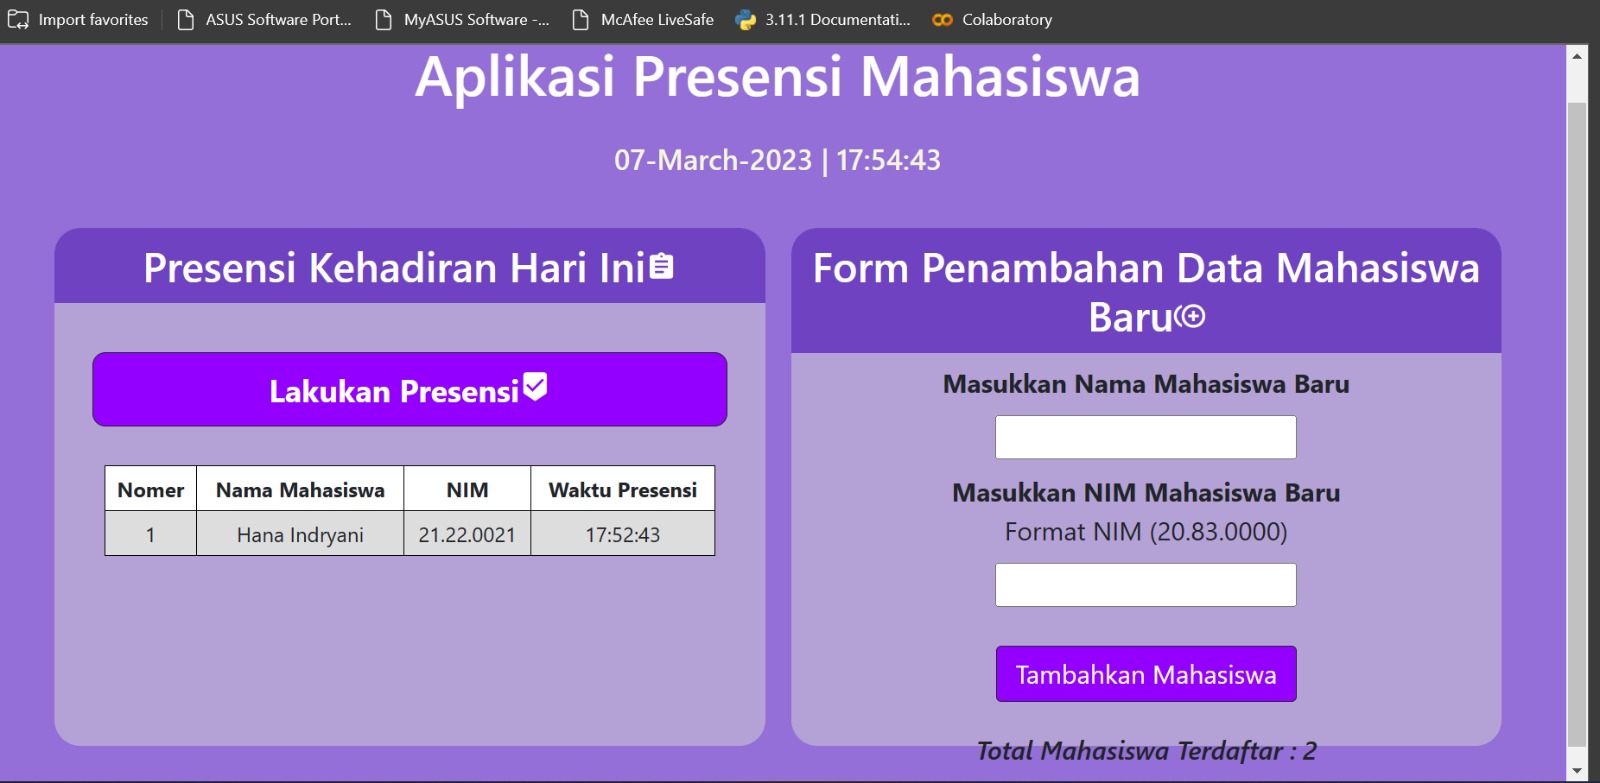 Import favorites ASUS Software Port... MyASUS Software -... McAfee LiveSafe 3.11.1 Documentati... Colaboratory
Aplikasi Presensi Mahasiswa
07-March-2023 | 17:54:43
Presensi Kehadiran Hari Ini
Lakukan Presensi
Nomer Nama Mahasiswa NIM Waktu Presensi
1 Hana Indryani 21.22.0021 17:52:43
Form Penambahan Data Mahasiswa
Baru
Masukkan Nama Mahasiswa Baru
Masukkan NIM Mahasiswa Baru
Format NIM (20.83.0000)
Tambahkan Mahasiswa
Total Mahasiswa Terdaftar : 2